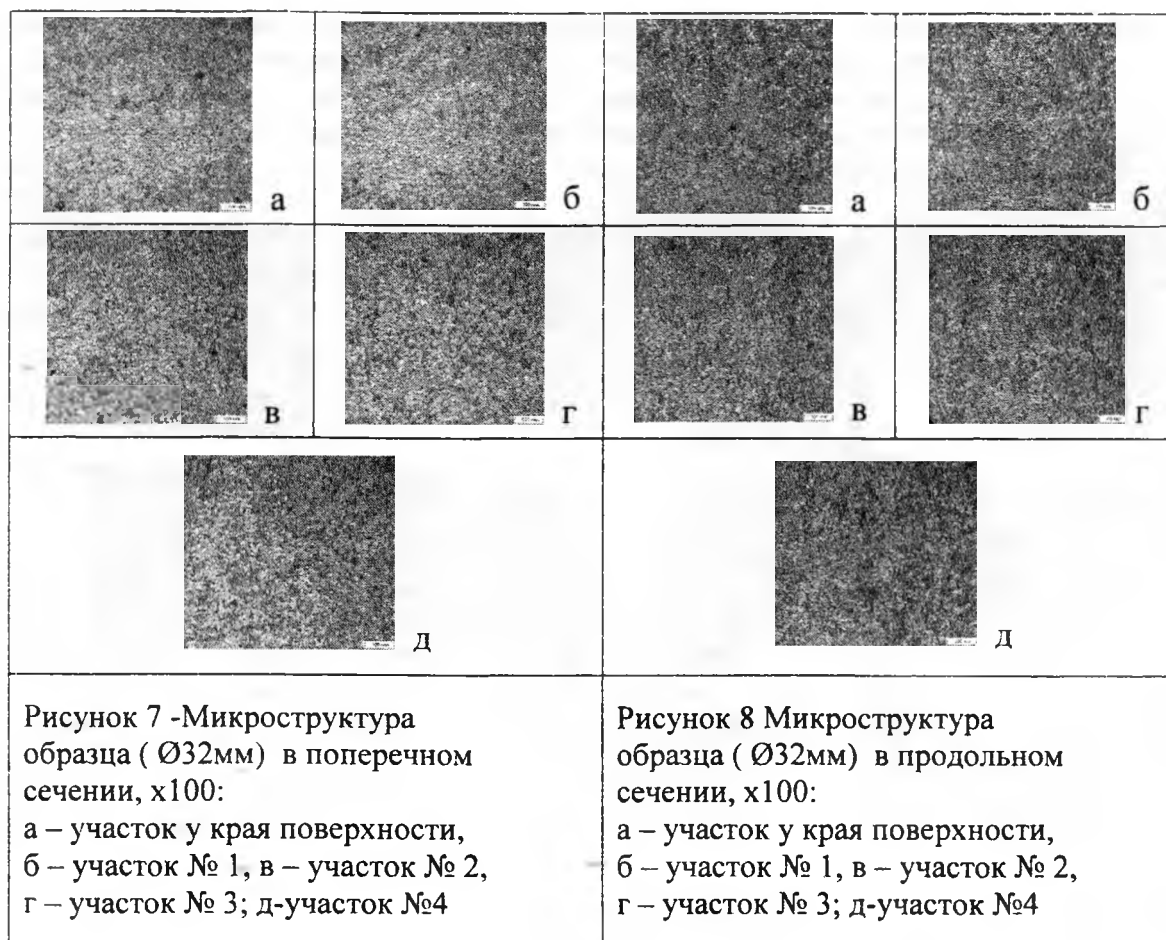 а
б
а
б
в
г
в
г
д
д
Рисунок 7 -Микроструктура
образца ( Ø32мм) в поперечном
сечении, х100:
а – участок у края поверхности,
б – участок № 1, в – участок № 2,
г – участок № 3; д-участок №4
Рисунок 8 Микроструктура
образца ( Ø32мм) в продольном
сечении, х100:
а – участок у края поверхности,
б – участок № 1, в – участок № 2,
г – участок № 3; д-участок №4